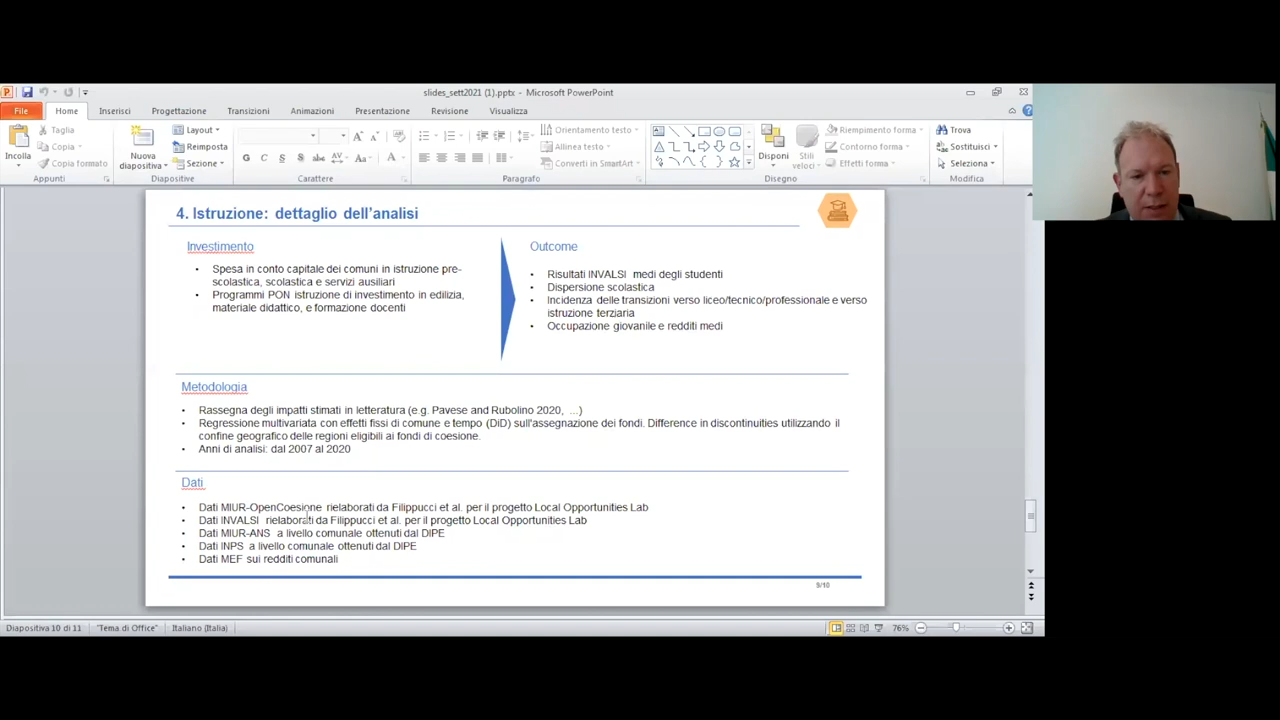 slides_sett2021 (1).pptx - Microsoft PowerPoint
File Home Inserisci Progettazione Transizioni Animazioni Presentazione Revisione Visualizza
Incolla
Taglia
Copia
Copia formato
Appunti
Nuova
diapositiva
Layout
Reimposta
Sezione
Diapositive
G C S S abc AV Aa A
Carattere
Orientamento testo
Allinea testo
Converti in SmartArt
Paragrafo
Disponi
Stili
veloci
Riempimento forma
Contorno forma
Effetti forma
Disegno
Trova
Sostituisci
Seleziona
Modifica
4. Istruzione: dettaglio dell'analisi
Investimento
• Spesa in conto capitale dei comuni in istruzione pre-
scolastica, scolastica e servizi ausiliari
• Programmi PON istruzione di investimento in edilizia,
materiale didattico, e formazione docenti
Outcome
• Risultati INVALSI medi degli studenti
• Dispersione scolastica
• Incidenza delle transizioni verso liceo/tecnico/professionale e verso
istruzione terziaria
• Occupazione giovanile e redditi medi
Metodologia
• Rassegna degli impatti stimati in letteratura (e.g. Pavese and Rubolino 2020, ...)
• Regressione multivariata con effetti fissi di comune e tempo (DiD) sull'assegnazione dei fondi. Difference in discontinuities utilizzando il
confine geografico delle regioni eligibili ai fondi di coesione.
• Anni di analisi: dal 2007 al 2020
Dati
• Dati MIUR-OpenCoesione rielaborati da Filippucci et al. per il progetto Local Opportunities Lab
• Dati INVALSI rielaborati da Filippucci et al. per il progetto Local Opportunities Lab
• Dati MIUR-ANS a livello comunale ottenuti dal DIPE
• Dati INPS a livello comunale ottenuti dal DIPE
• Dati MEF sui redditi comunali
9/10
Diapositiva 10 di 11 "Tema di Office" Italiano (Italia) 76%